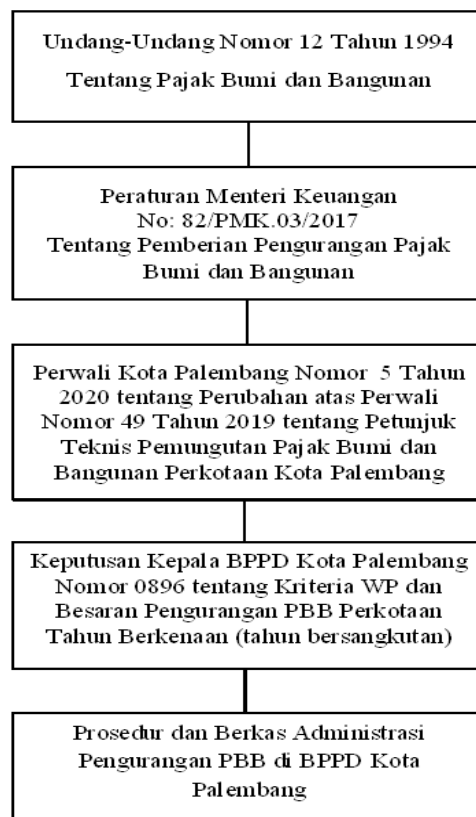 Undang-Undang Nomor 12 Tahun 1994
Tentang Pajak Bumi dan Bangunan
Peraturan Menteri Keuangan
No: 82/PMK.03/2017
Tentang Pemberian Pengurangan Pajak
Bumi dan Bangunan
Perwali Kota Palembang Nomor 5 Tahun
2020 tentang Perubahan atas Perwali
Nomor 49 Tahun 2019 tentang Petunjuk
Teknis Pemungutan Pajak Bumi dan
Bangunan Perkotaan Kota Palembang
Keputusan Kepala BPPD Kota Palembang
Nomor 0896 tentang Kriteria WP dan
Besaran Pengurangan PBB Perkotaan
Tahun Berkenaan (tahun bersangkutan)
Prosedur dan Berkas Administrasi
Pengurangan PBB di BPPD Kota
Palembang